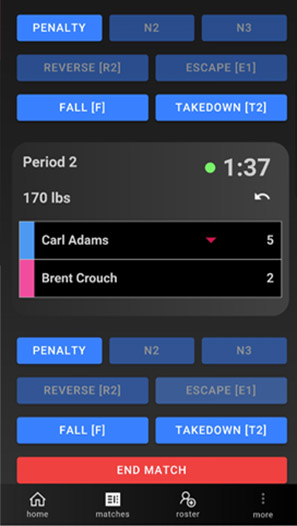 PENALTY N2 N3
REVERSE [R2] ESCAPE [E1]
FALL [F] TAKEDOWN [T2]
Period 2 1:37
170 lbs
Carl Adams 5
Brent Crouch 2
PENALTY N2 N3
REVERSE [R2] ESCAPE [E1]
FALL [F] TAKEDOWN [T2]
END MATCH
home matches roster more